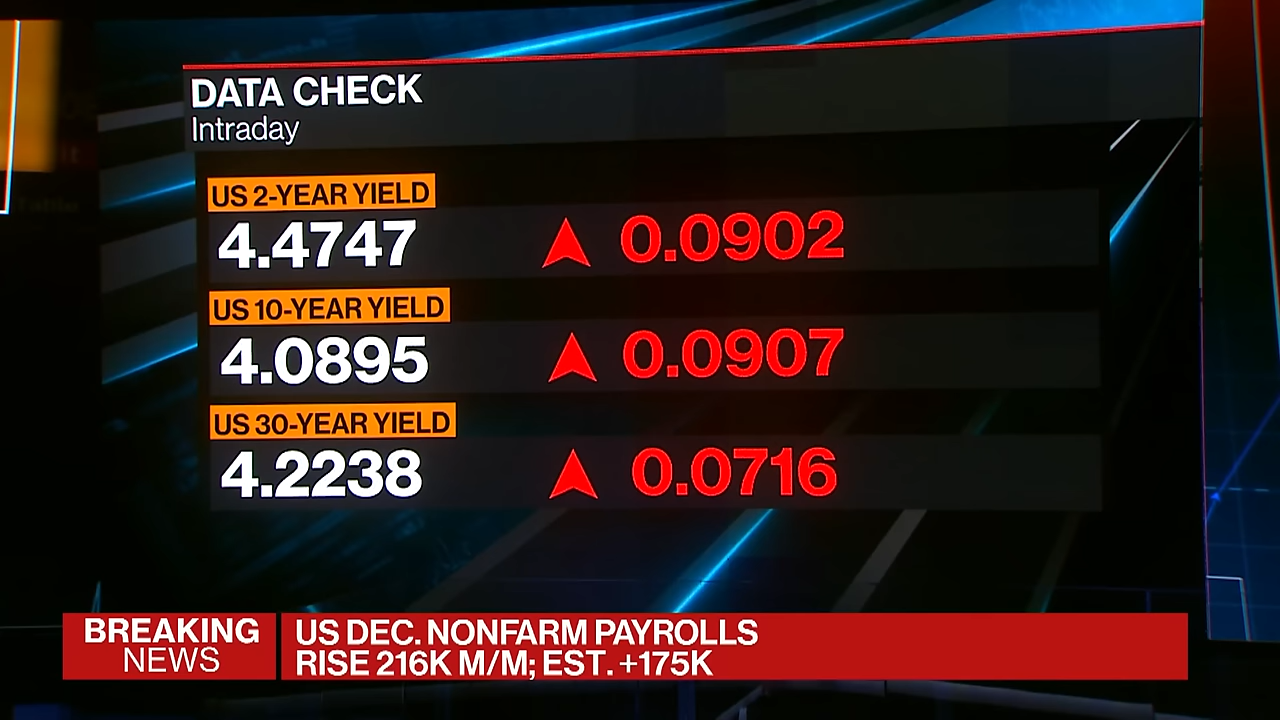 DATA CHECK
Intraday
US 2-YEAR YIELD
4.4747 ▲ 0.0902
US 10-YEAR YIELD
4.0895 ▲ 0.0907
US 30-YEAR YIELD
4.2238 ▲ 0.0716
BREAKING NEWS
US DEC. NONFARM PAYROLLS
RISE 216K M/M; EST. +175K